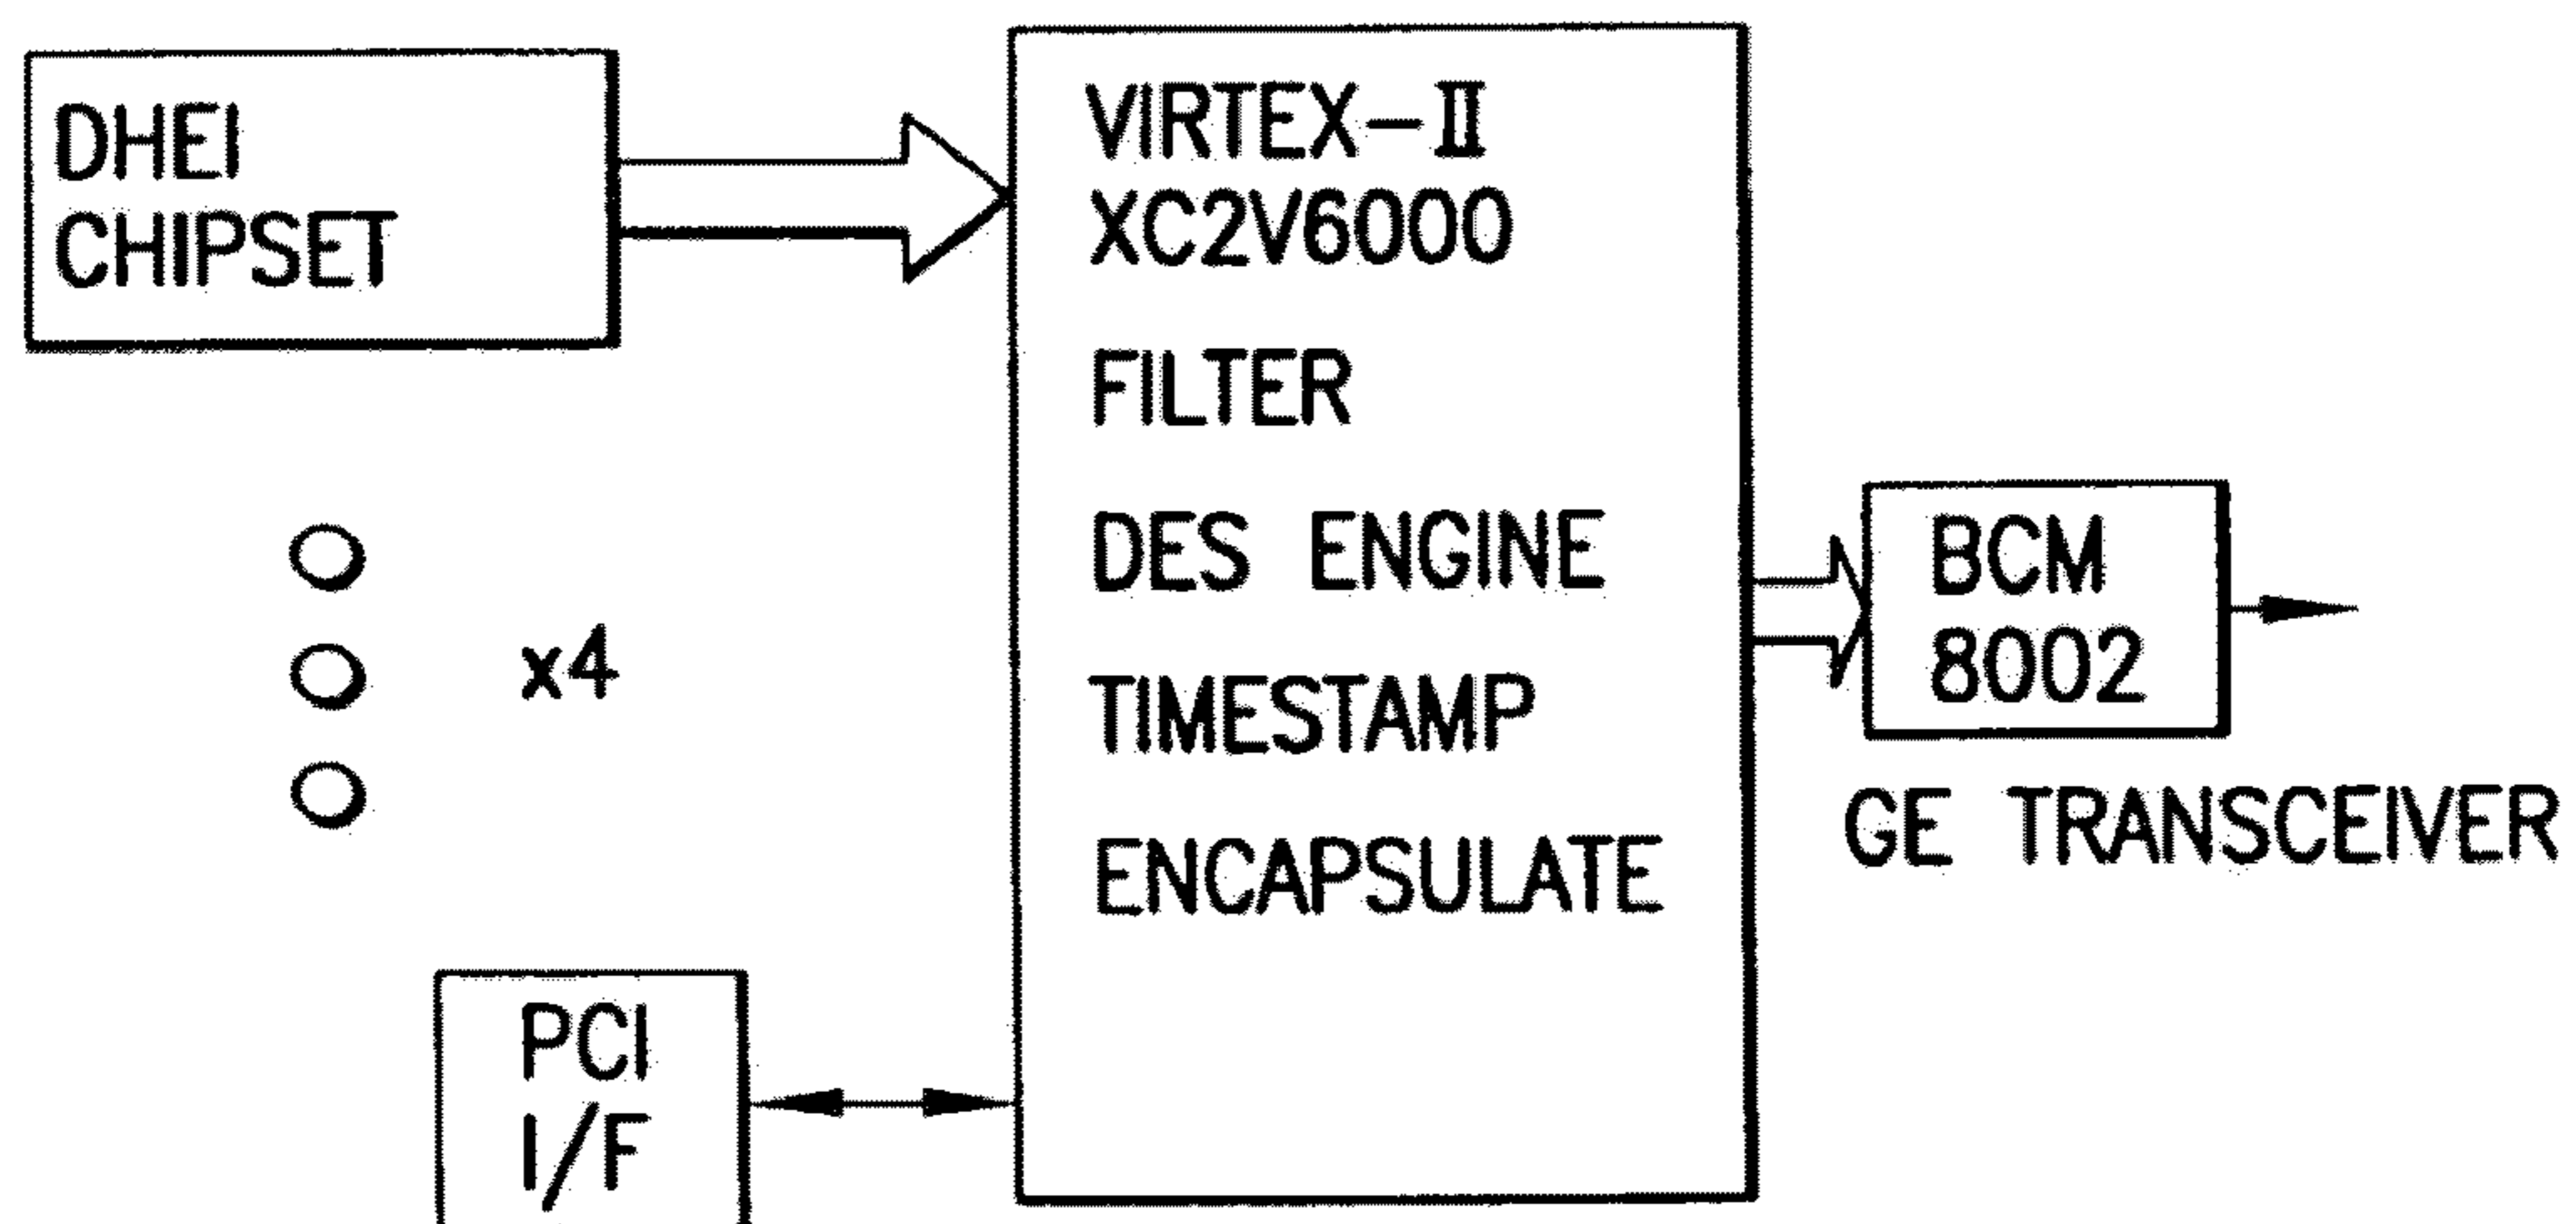 DHEI
CHIPSET
x4
PCI
I/F
VIRTEX-II
XC2V6000
FILTER
DES ENGINE
TIMESTAMP
ENCAPSULATE
BCM
8002
GE TRANSCEIVER